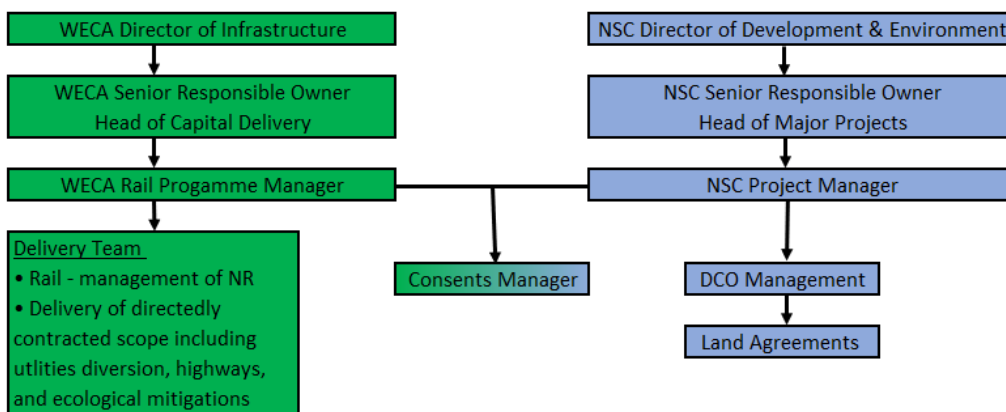 WECA Director of Infrastructure
NSC Director of Development & Environment
WECA Senior Responsible Owner
Head of Capital Delivery
NSC Senior Responsible Owner
Head of Major Projects
WECA Rail Progamme Manager
NSC Project Manager
Delivery Team
• Rail - management of NR
• Delivery of directedly
contracted scope including
utlities diversion, highways,
and ecological mitigations
Consents Manager
DCO Management
Land Agreements